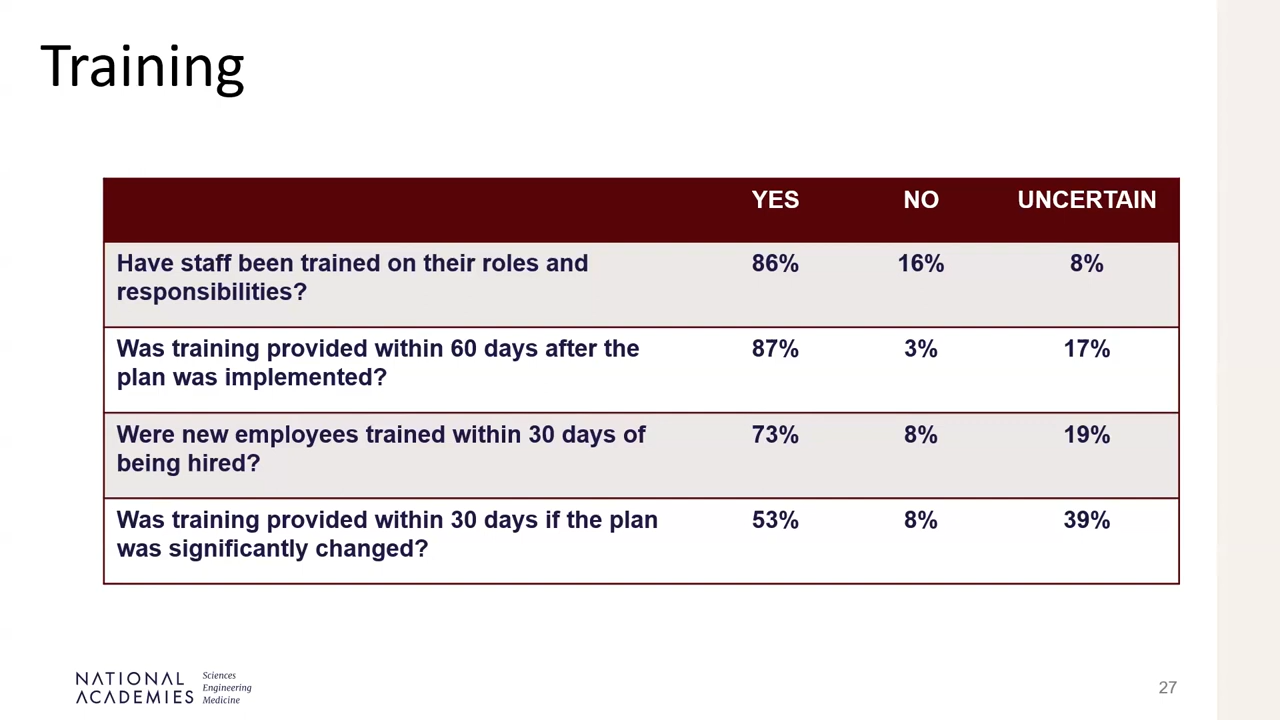 Training
YES NO UNCERTAIN
Have staff been trained on their roles and 86% 16% 8%
responsibilities?
Was training provided within 60 days after the 87% 3% 17%
plan was implemented?
Were new employees trained within 30 days of 73% 8% 19%
being hired?
Was training provided within 30 days if the plan 53% 8% 39%
was significantly changed?
NATIONAL
ACADEMIES
Sciences
Engineering
Medicine
27